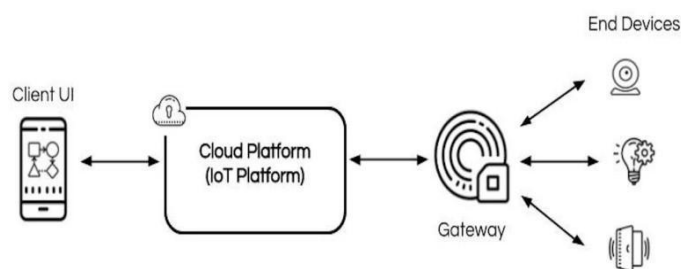 End Devices
Client UI
Cloud Platform
(IoT Platform)
Gateway